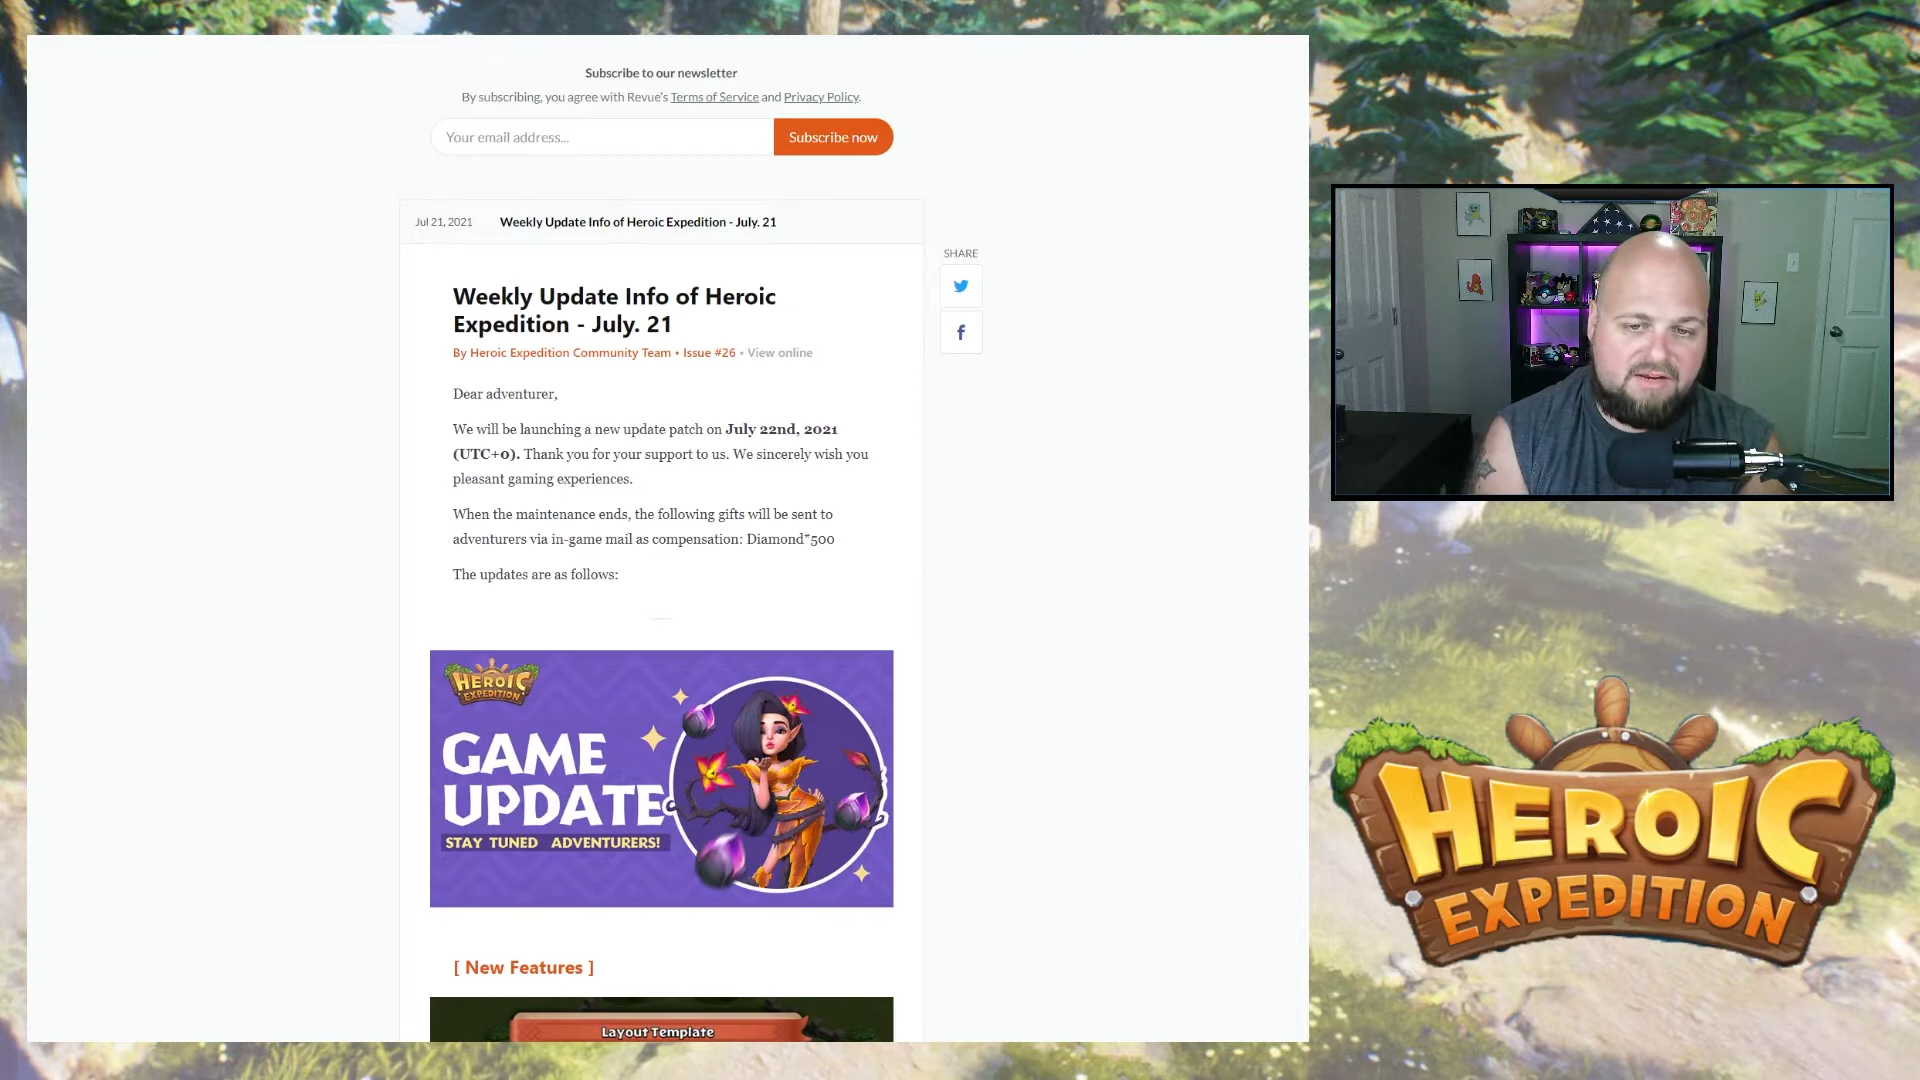 Subscribe to our newsletter
By subscribing, you agree with Revue's Terms of Service and Privacy Policy.
Your email address...
Subscribe now
Jul 21, 2021
Weekly Update Info of Heroic Expedition - July. 21
SHARE
Weekly Update Info of Heroic
Expedition - July. 21
By Heroic Expedition Community Team • Issue #26 • View online
Dear adventurer,
We will be launching a new update patch on July 22nd, 2021
(UTC+0). Thank you for your support to us. We sincerely wish you
pleasant gaming experiences.
When the maintenance ends, the following gifts will be sent to
adventurers via in-game mail as compensation: Diamond*500
The updates are as follows:
HEROIC
EXPEDITION
GAME
UPDATE
STAY TUNED ADVENTURERS!
[ New Features ]
Layout Template
HEROIC
EXPEDITION